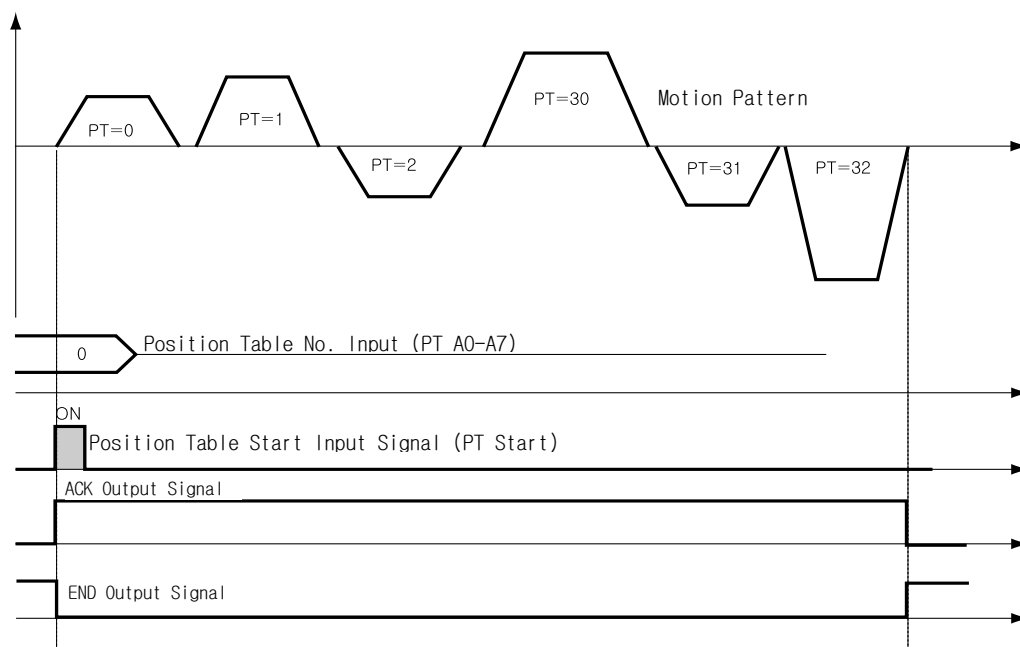 PT=30
Motion Pattern
PT=0
PT=1
PT=2
PT=31
PT=32
0
Position Table No. Input (PT A0-A7)
ON
Position Table Start Input Signal (PT Start)
ACK Output Signal
END Output Signal